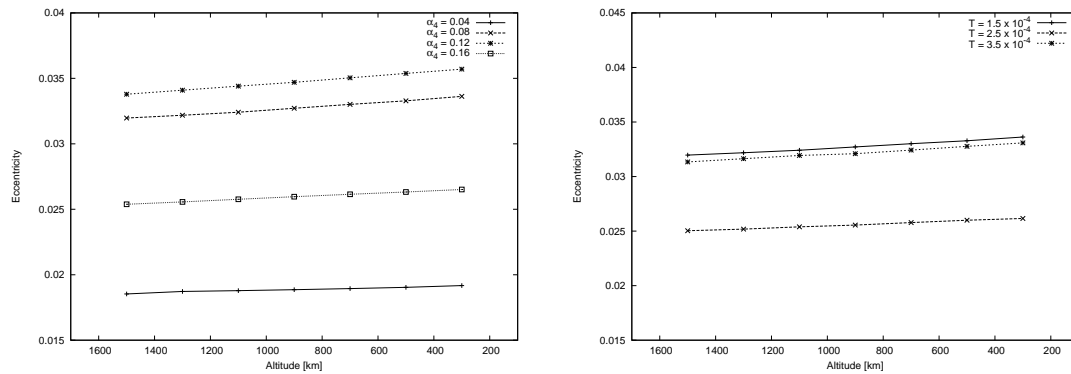 0.04
0.035
0.03
0.025
0.02
0.015
Eccentricity
1600 1400 1200 1000 800 600 400 200
Altitude [km]
α4 = 0.04
α4 = 0.08
α4 = 0.12
α4 = 0.16
0.045
0.04
0.035
0.03
0.025
0.02
0.015
Eccentricity
1600 1400 1200 1000 800 600 400 200
Altitude [km]
T = 1.5 x 10-4
T = 2.5 x 10-4
T = 3.5 x 10-4